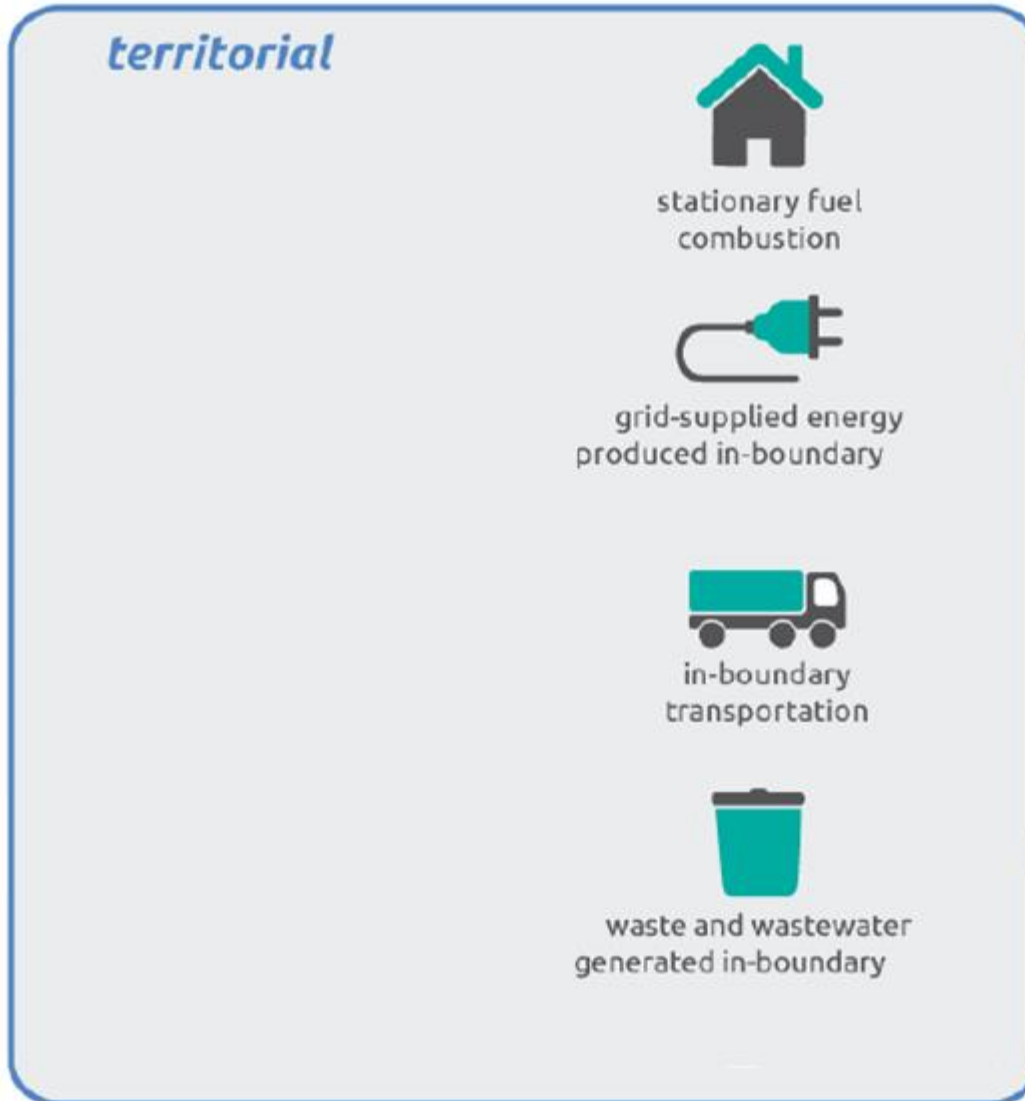 territorial
stationary fuel
combustion
grid-supplied energy
produced in-boundary
in-boundary
transportation
waste and wastewater
generated in-boundary